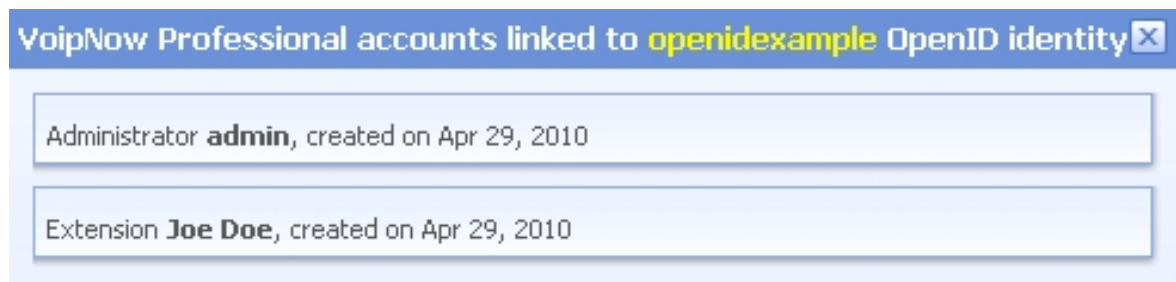 VoipNow Professional accounts linked to openidexample OpenID identity
Administrator admin, created on Apr 29, 2010
Extension Joe Doe, created on Apr 29, 2010